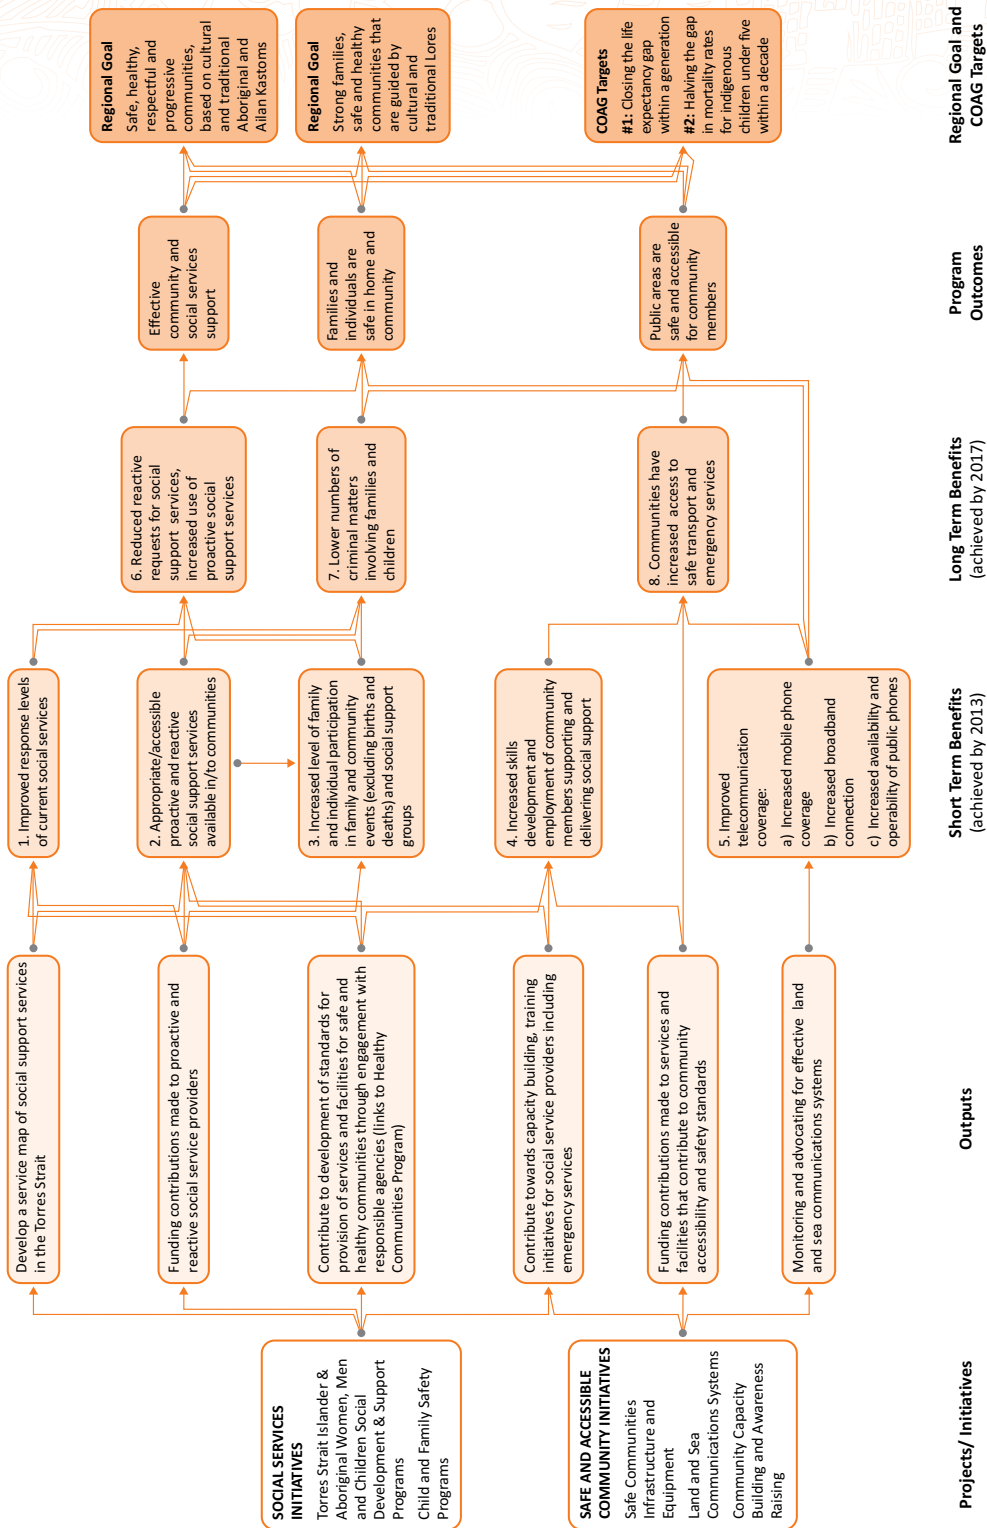 SOCIAL SERVICES
INITIATIVES
Torres Strait Islander &
Aboriginal Women, Men
and Children Social
Development & Support
Programs
Child and Family Safety
Programs
SAFE AND ACCESSIBLE
COMMUNITY INITIATIVES
Safe Communities
Infrastructure and
Equipment
Land and Sea
Communications Systems
Community Capacity
Building and Awareness
Raising
Projects/ Initiatives
Develop a service map of social support services
in the Torres Strait
Funding contributions made to proactive and
reactive social service providers
Contribute to development of standards for
provision of services and facilities for safe and
healthy communities through engagement with
responsible agencies (links to Healthy
Communities Program)
Contribute towards capacity building, training
initiatives for social service providers including
emergency services
Funding contributions made to services and
facilities that contribute to community
accessibility and safety standards
Monitoring and advocating for effective land
and sea communications systems
Outputs
1. Improved response levels
of current social services
2. Appropriate/accessible
proactive and reactive
social support services
available in/to communities
3. Increased level of family
and individual participation
in family and community
events (excluding births and
deaths) and social support
groups
4. Increased skills
development and
employment of community
members supporting and
delivering social support
5. Improved
telecommunication
coverage:
a) Increased mobile phone
coverage
b) Increased broadband
connection
c) Increased availability and
operability of public phones
Short Term Benefits
(achieved by 2013)
6. Reduced reactive
requests for social
support services,
increased use of
proactive social
support services
7. Lower numbers of
criminal matters
involving families and
children
8. Communities have
increased access to
safe transport and
emergency services
Long Term Benefits
(achieved by 2017)
Effective
community and
social services
support
Families and
individuals are
safe in home and
community
Public areas are
safe and accessible
for community
members
Program
Outcomes
Regional Goal
Safe, healthy,
respectful and
progressive
communities,
based on cultural
and traditional
Aboriginal and
Ailan Kastoms
Regional Goal
Strong families,
safe and healthy
communities that
are guided by
cultural and
traditional Lores
COAG Targets
#1: Closing the life
expectancy gap
within a generation
#2: Halving the gap
in mortality rates
for indigenous
children under five
within a decade
Regional Goal and
COAG Targets